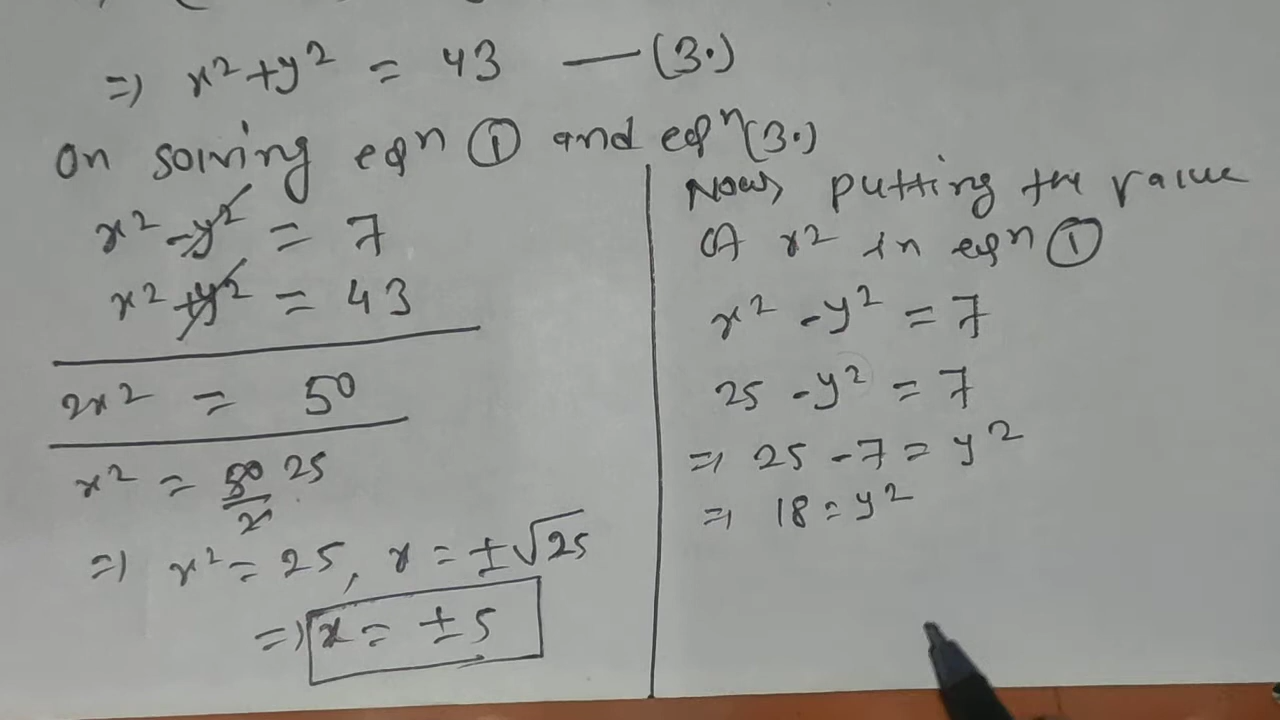 =) x²+y² = 43 —(3.)
On solving eqⁿ ① and eqⁿ(3.)
x² -y² = 7
x² +y² = 43
2x² = 50
x² = 50/2 25
=) x² = 25, x = ±√25
=) x = ±5
Now putting the value
of x² in eqⁿ ①
x² -y² = 7
25 -y² = 7
=) 25 -7 = y²
=) 18 = y²